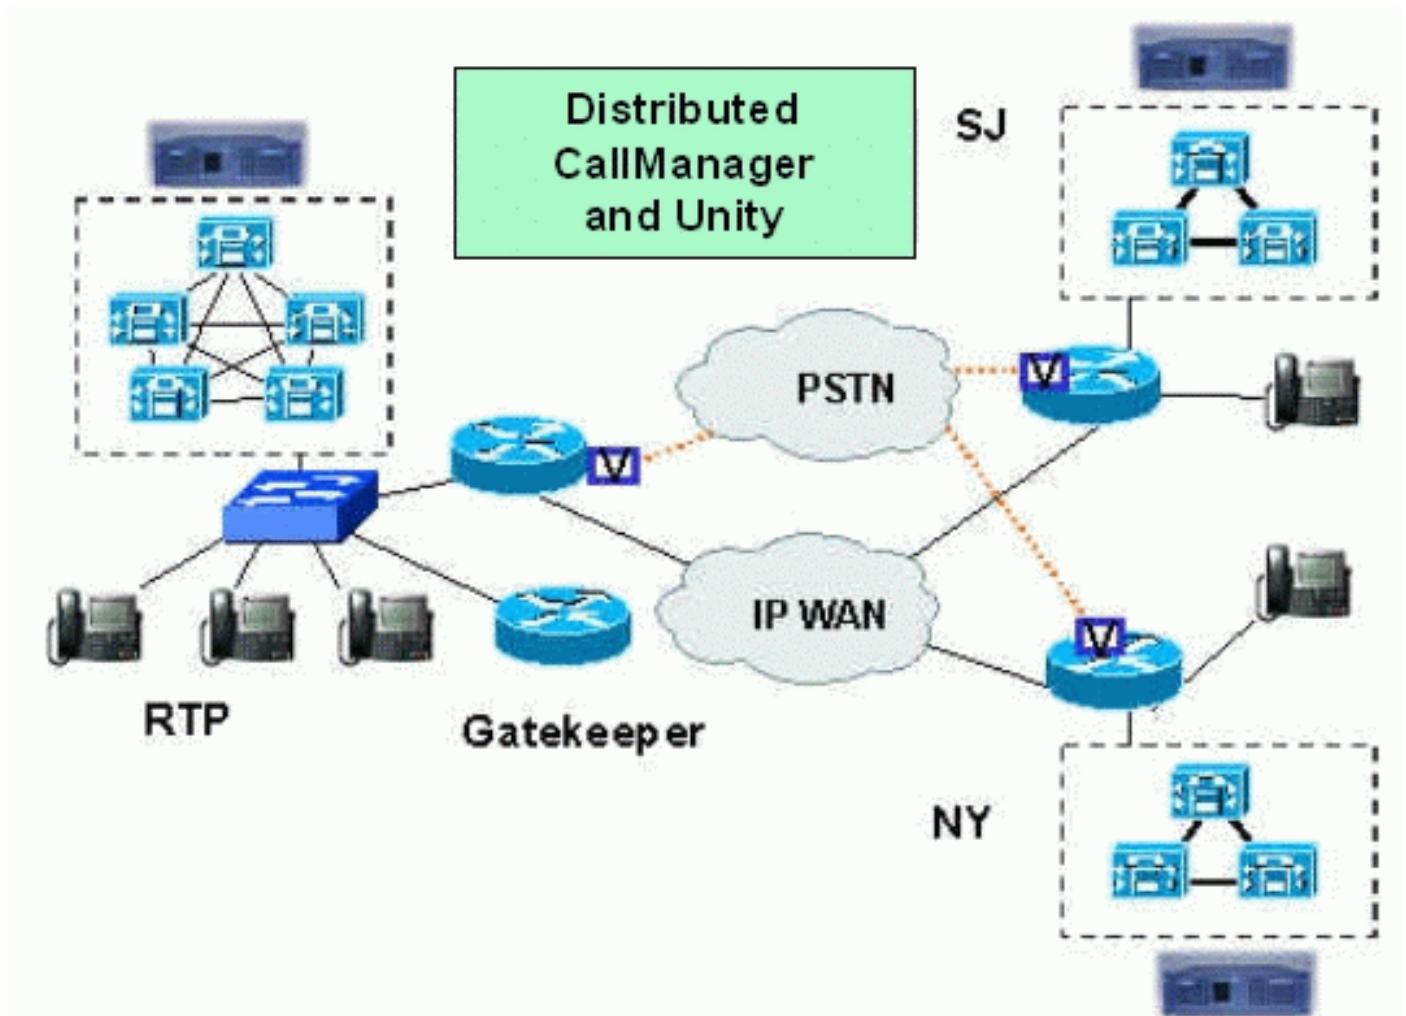 Distributed
CallManager
and Unity
SJ
PSTN
V
V
IP WAN
V
RTP
Gatekeeper
NY